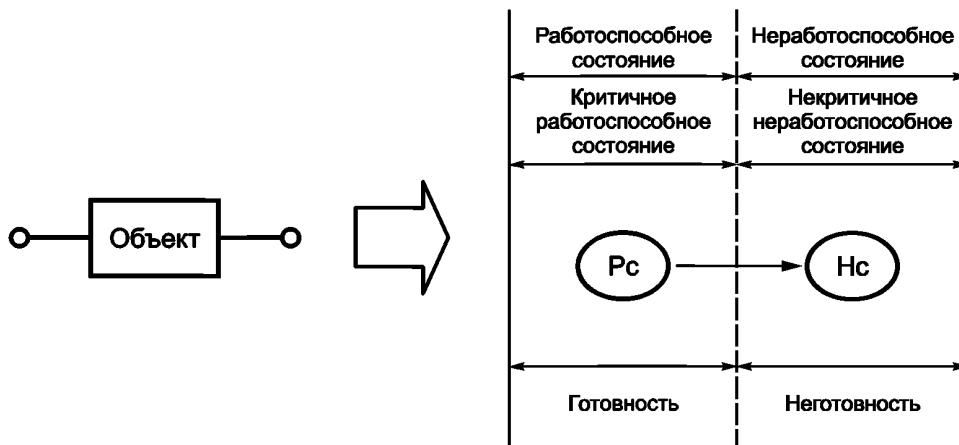 Работоспособное
состояние
Неработоспособное
состояние
Критичное
работоспособное
состояние
Некритичное
неработоспособное
состояние
Объект
Рс
Нс
Готовность
Неготовность